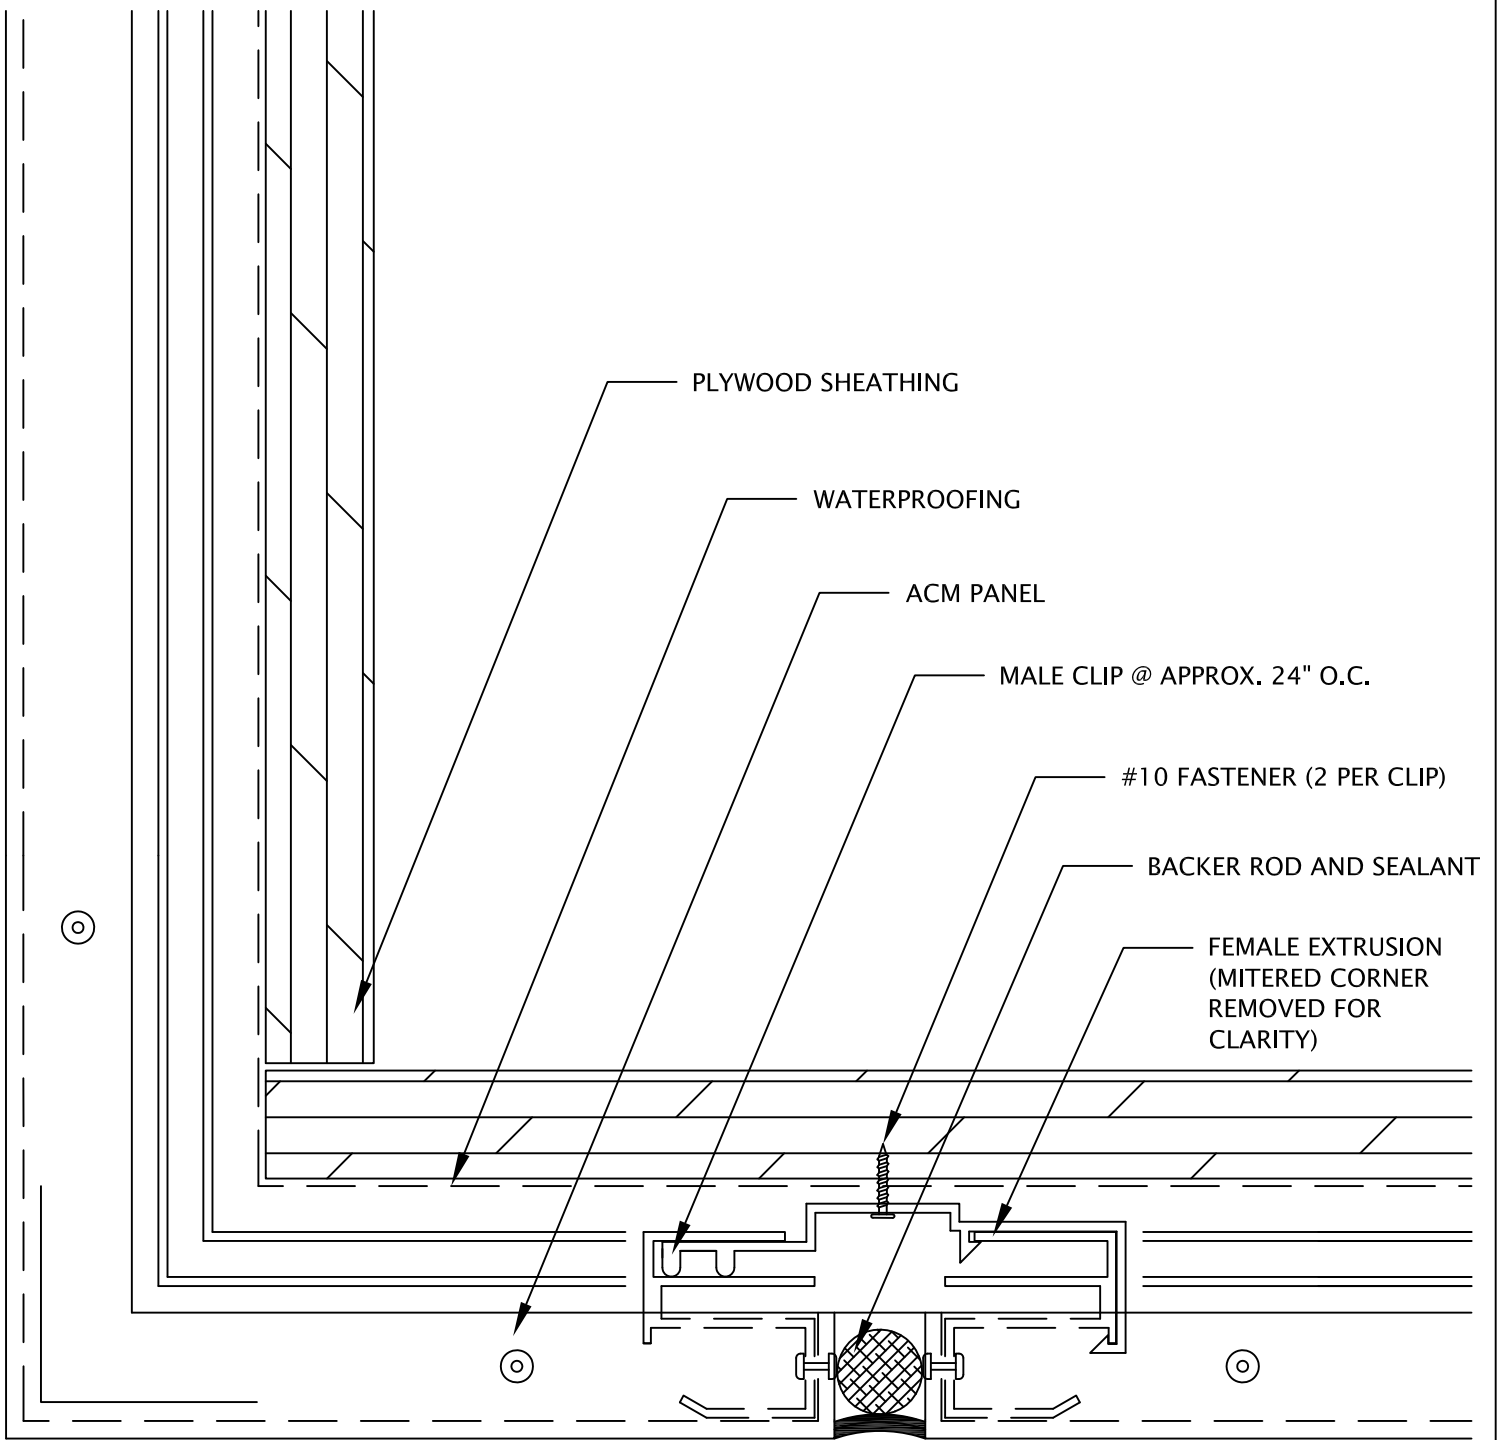 PLYWOOD SHEATHING
WATERPROOFING
ACM PANEL
MALE CLIP @ APPROX. 24" O.C.
#10 FASTENER (2 PER CLIP)
BACKER ROD AND SEALANT
FEMALE EXTRUSION
(MITERED CORNER
REMOVED FOR
CLARITY)